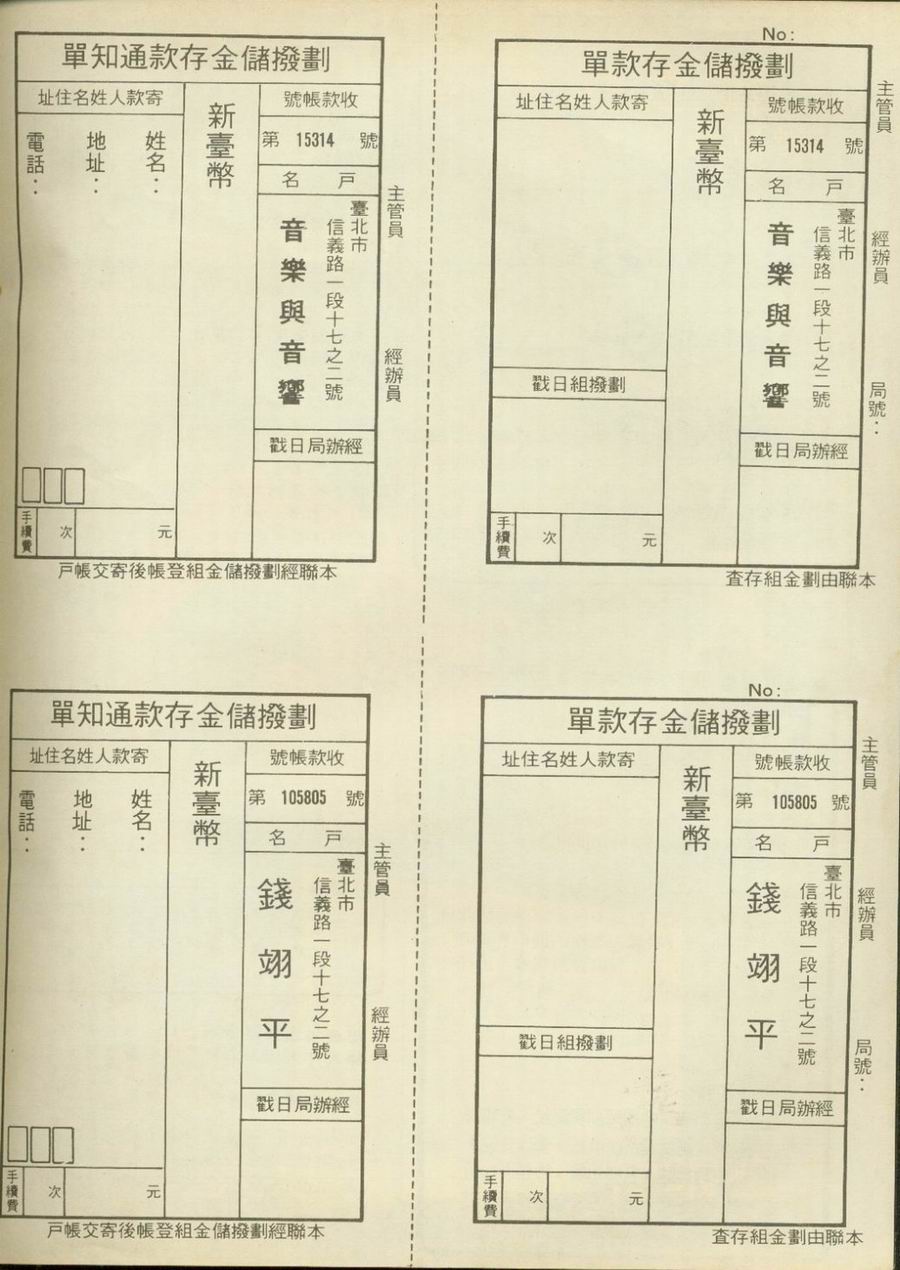 劃撥儲金存款通知單
寄款人姓名住址
姓名：
地址：
電話：
新臺幣
收款帳號
第 15314 號
戶名
臺北市
信義路一段十七之二號
音樂與音響
經辦局日戳
手續費
次
元
主管員
經辦員
本聯經劃撥儲金組登帳後寄交帳戶
No:
劃撥儲金存款單
寄款人姓名住址
劃撥組日戳
新臺幣
收款帳號
第 15314 號
戶名
臺北市
信義路一段十七之二號
音樂與音響
經辦局日戳
手續費
次
元
主管員
經辦員
局號：
本聯由劃金組存查
劃撥儲金存款通知單
寄款人姓名住址
姓名：
地址：
電話：
新臺幣
收款帳號
第 105805 號
戶名
臺北市
信義路一段十七之二號
錢翊平
經辦局日戳
手續費
次
元
主管員
經辦員
本聯經劃撥儲金組登帳後寄交帳戶
No:
劃撥儲金存款單
寄款人姓名住址
劃撥組日戳
新臺幣
收款帳號
第 105805 號
戶名
臺北市
信義路一段十七之二號
錢翊平
經辦局日戳
手續費
次
元
主管員
經辦員
局號：
本聯由劃金組存查